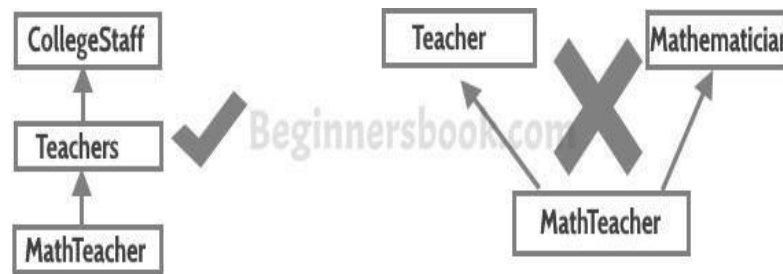 CollegeStaff
Teachers
MathTeacher
Beginnersbook.com
Teacher
Mathematician
MathTeacher